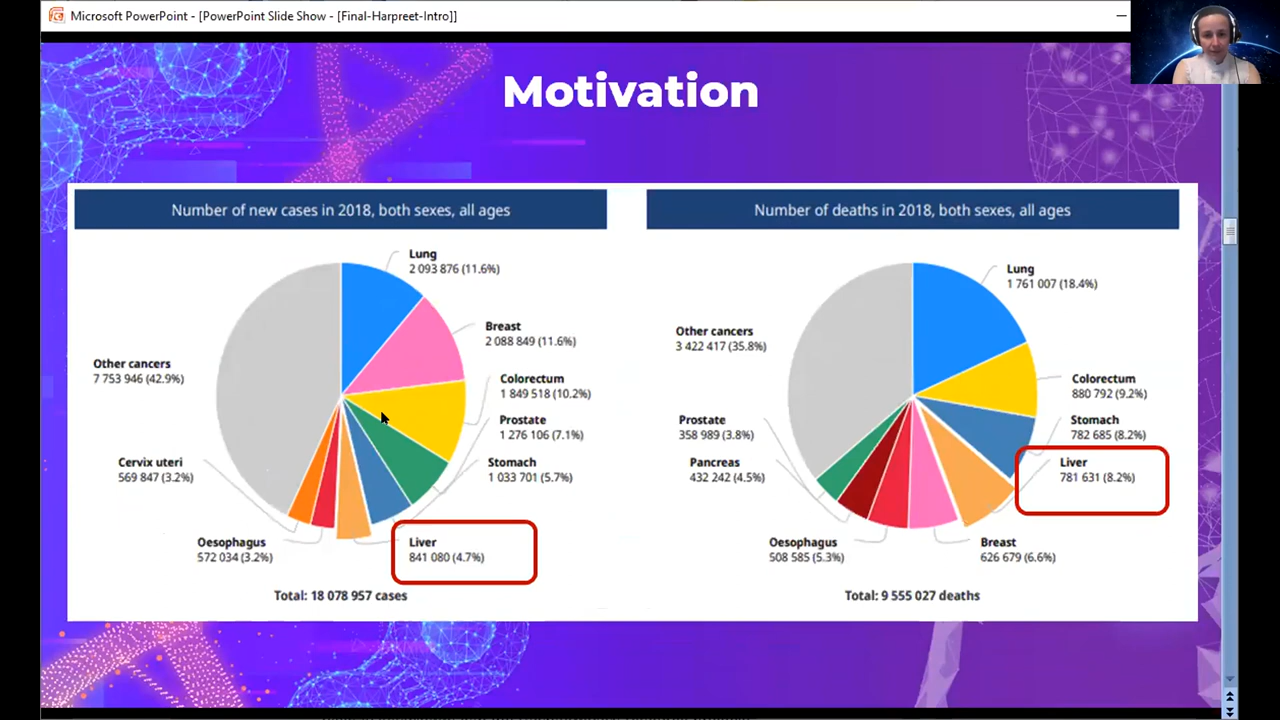 Microsoft PowerPoint - [PowerPoint Slide Show - [Final-Harpreet-Intro]]
Motivation
Number of new cases in 2018, both sexes, all ages
Lung
2 093 876 (11.6%)
Breast
2 088 849 (11.6%)
Colorectum
1 849 518 (10.2%)
Prostate
1 276 106 (7.1%)
Stomach
1 033 701 (5.7%)
Liver
841 080 (4.7%)
Oesophagus
572 034 (3.2%)
Cervix uteri
569 847 (3.2%)
Other cancers
7 753 946 (42.9%)
Total: 18 078 957 cases
Number of deaths in 2018, both sexes, all ages
Lung
1 761 007 (18.4%)
Colorectum
880 792 (9.2%)
Stomach
782 685 (8.2%)
Liver
781 631 (8.2%)
Breast
626 679 (6.6%)
Oesophagus
508 585 (5.3%)
Pancreas
432 242 (4.5%)
Prostate
358 989 (3.8%)
Other cancers
3 422 417 (35.8%)
Total: 9 555 027 deaths